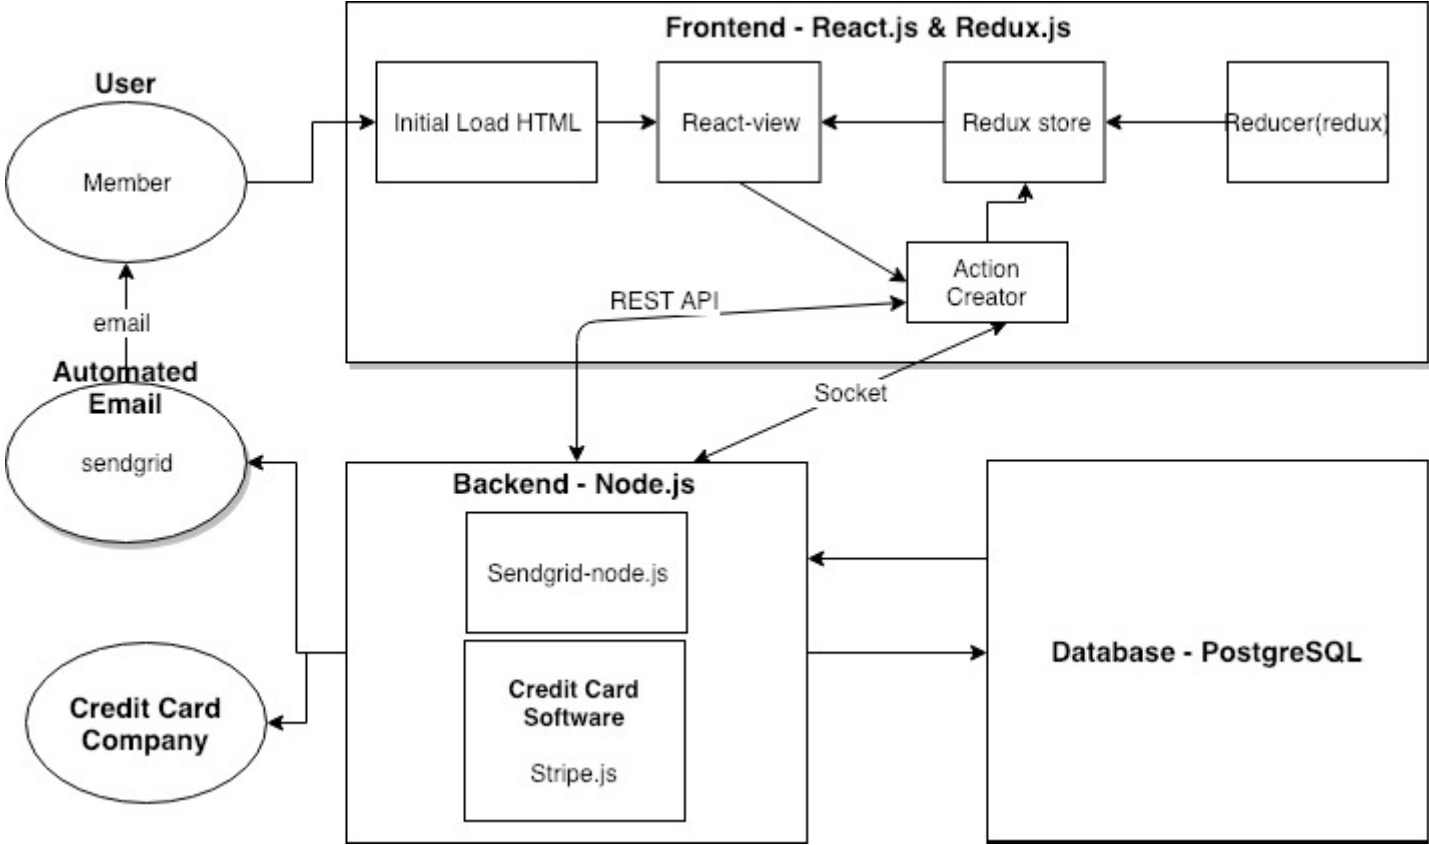 Frontend - React.js & Redux.js
User
Initial Load HTML
React-view
Redux store
Reducer(redux)
Member
Action
Creator
REST API
email
Automated
Email
sendgrid
Socket
Backend - Node.js
Sendgrid-node.js
Credit Card
Software
Stripe.js
Database - PostgreSQL
Credit Card
Company